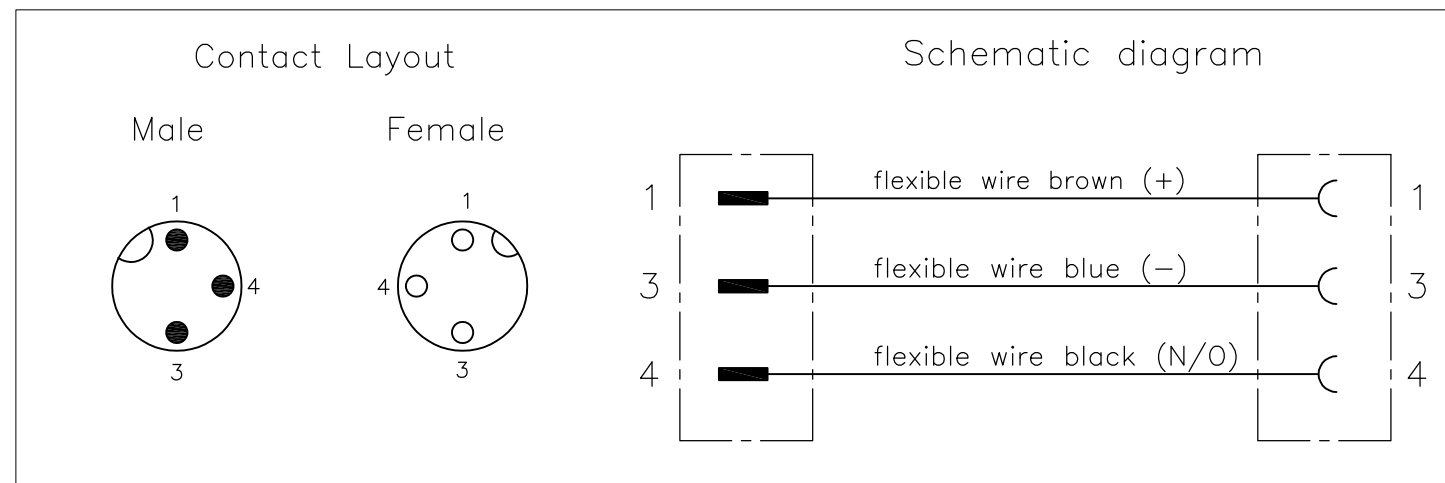 Contact Layout
Male
Female
1
4
3
1
4
3
Schematic diagram
1
flexible wire brown (+)
1
3
flexible wire blue (-)
3
4
flexible wire black (N/O)
4